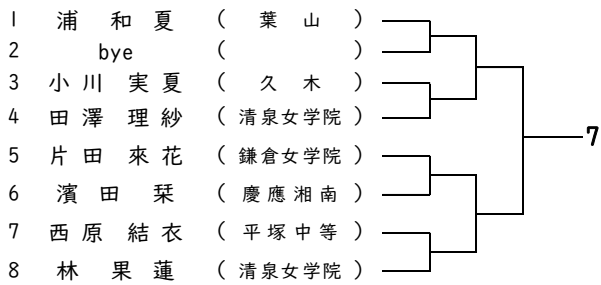 1 浦 和 夏 ( 葉 山 )
2 bye ( )
3 小 川 実 夏 ( 久 木 )
4 田 澤 理 紗 ( 清泉女学院 )
5 片 田 來 花 ( 鎌倉女学院 )
6 濱 田 栞 ( 慶應湘南 )
7 西 原 結 衣 ( 平塚中等 )
8 林 果 蓮 ( 清泉女学院 )
7